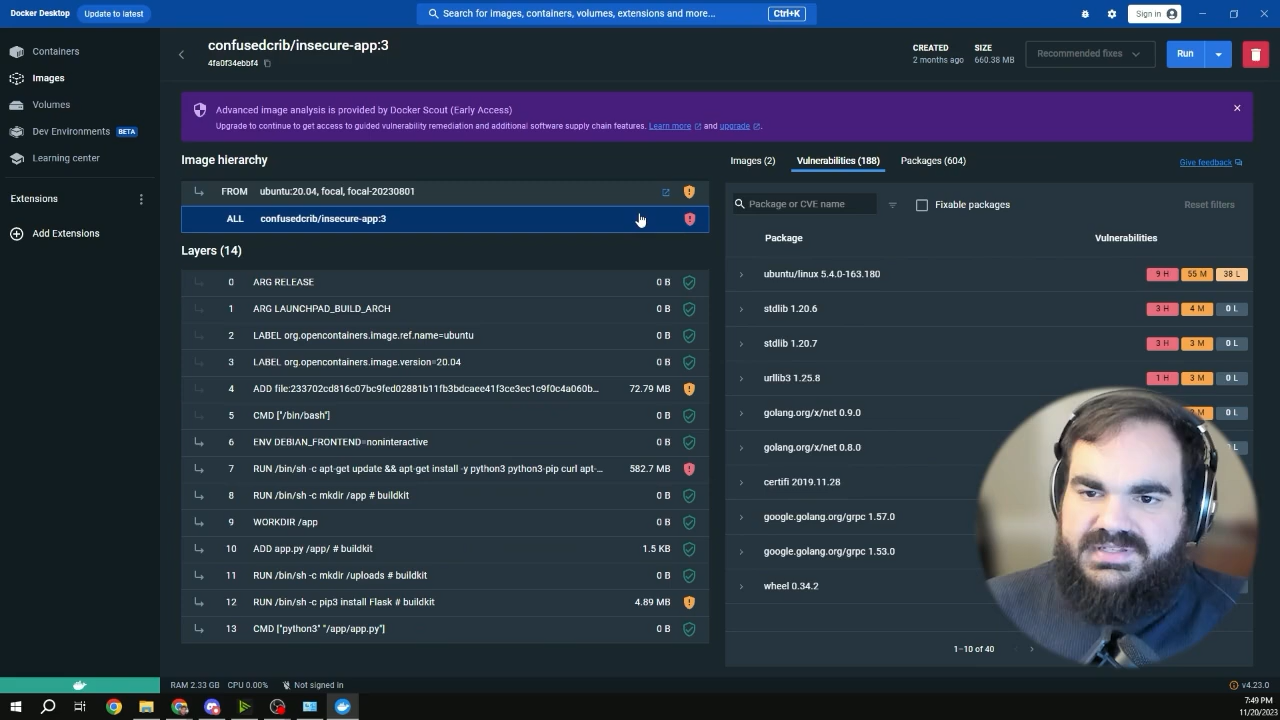 Docker Desktop
Update to latest
Search for images, containers, volumes, extensions and more...
Ctrl+K
Sign in
Containers
Images
Volumes
Dev Environments BETA
Learning center
Extensions
Add Extensions
confusedcrib/insecure-app:3
4fa0f34ebbf4
CREATED
2 months ago
SIZE
660.38 MB
Recommended fixes
Run
Advanced image analysis is provided by Docker Scout (Early Access)
Upgrade to continue to get access to guided vulnerability remediation and additional software supply chain features. Learn more and upgrade.
Image hierarchy
FROM ubuntu:20.04, focal, focal-20230801
ALL confusedcrib/insecure-app:3
Layers (14)
0 ARG RELEASE 0 B
1 ARG LAUNCHPAD_BUILD_ARCH 0 B
2 LABEL org.opencontainers.image.ref.name=ubuntu 0 B
3 LABEL org.opencontainers.image.version=20.04 0 B
4 ADD file:233702cd816c07bc9fed02881b11fb3bdcaee41f3ce3ec1c9f0c4a060b... 72.79 MB
5 CMD ["/bin/bash"] 0 B
6 ENV DEBIAN_FRONTEND=noninteractive 0 B
7 RUN /bin/sh -c apt-get update && apt-get install -y python3 python3-pip curl apt-... 582.7 MB
8 RUN /bin/sh -c mkdir /app # buildkit 0 B
9 WORKDIR /app 0 B
10 ADD app.py /app/ # buildkit 1.5 KB
11 RUN /bin/sh -c mkdir /uploads # buildkit 0 B
12 RUN /bin/sh -c pip3 install Flask # buildkit 4.89 MB
13 CMD ["python3" "/app/app.py"] 0 B
Images (2)
Vulnerabilities (188)
Packages (604)
Give feedback
Package or CVE name
Fixable packages
Reset filters
Package
Vulnerabilities
ubuntu/linux 5.4.0-163.180 9 H 55 M 38 L
stdlib 1.20.6 3 H 4 M 0 L
stdlib 1.20.7 3 H 4 M 0 L
urllib3 1.25.8 1 H 3 M 0 L
golang.org/x/net 0.9.0 M 0 L
golang.org/x/net 0.8.0 L
certifi 2019.11.28
google.golang.org/grpc 1.57.0
google.golang.org/grpc 1.53.0
wheel 0.34.2
1–10 of 40
RAM 2.33 GB CPU 0.00% Not signed in
v4.23.0
7:49 PM
11/20/2023